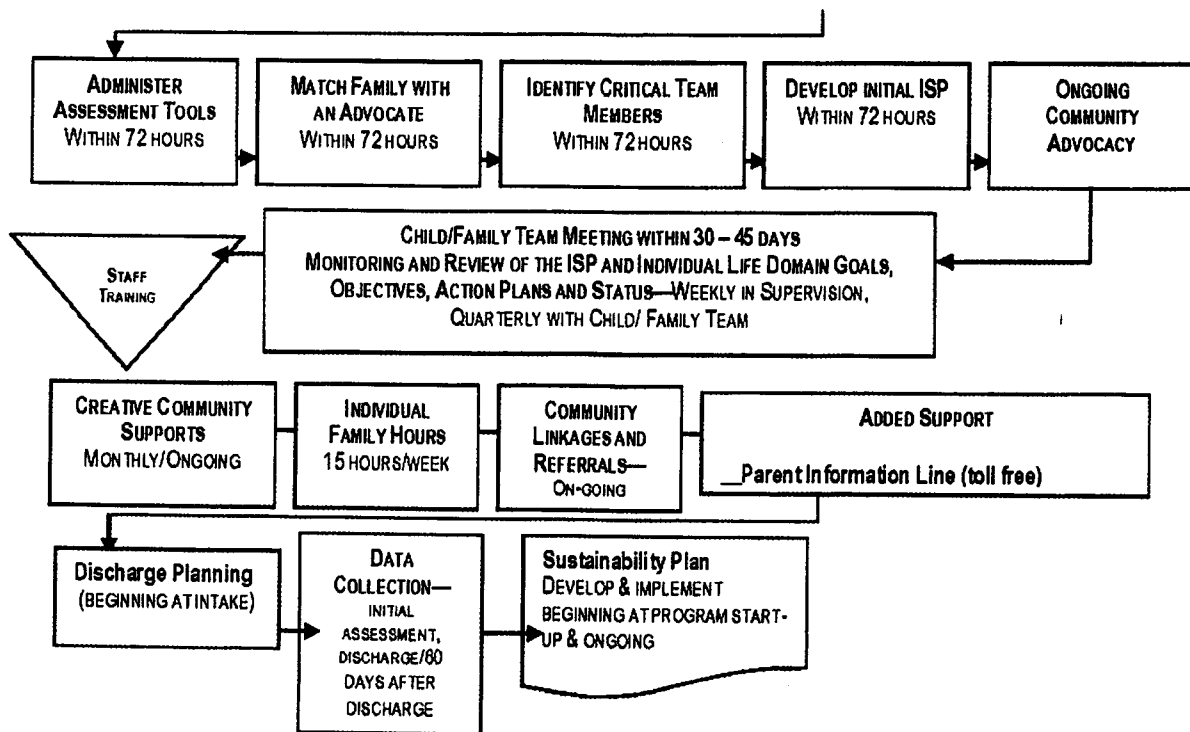 ADMINISTER
ASSESSMENT TOOLS
WITHIN 72 HOURS
MATCH FAMILY WITH
AN ADVOCATE
WITHIN 72 HOURS
IDENTIFY CRITICAL TEAM
MEMBERS
WITHIN 72 HOURS
DEVELOP INITIAL ISP
WITHIN 72 HOURS
ONGOING
COMMUNITY
ADVOCACY
STAFF
TRAINING
CHILD/FAMILY TEAM MEETING WITHIN 30 – 45 DAYS
MONITORING AND REVIEW OF THE ISP AND INDIVIDUAL LIFE DOMAIN GOALS,
OBJECTIVES, ACTION PLANS AND STATUS—WEEKLY IN SUPERVISION,
QUARTERLY WITH CHILD/ FAMILY TEAM
CREATIVE COMMUNITY
SUPPORTS
MONTHLY/ONGOING
INDIVIDUAL
FAMILY HOURS
15 HOURS/WEEK
COMMUNITY
LINKAGES AND
REFERRALS—
ON-GOING
ADDED SUPPORT
__Parent Information Line (toll free)
Discharge Planning
(BEGINNING AT INTAKE)
DATA
COLLECTION—
INITIAL
ASSESSMENT,
DISCHARGE/60
DAYS AFTER
DISCHARGE
Sustainability Plan
DEVELOP & IMPLEMENT
BEGINNING AT PROGRAM START-
UP & ONGOING